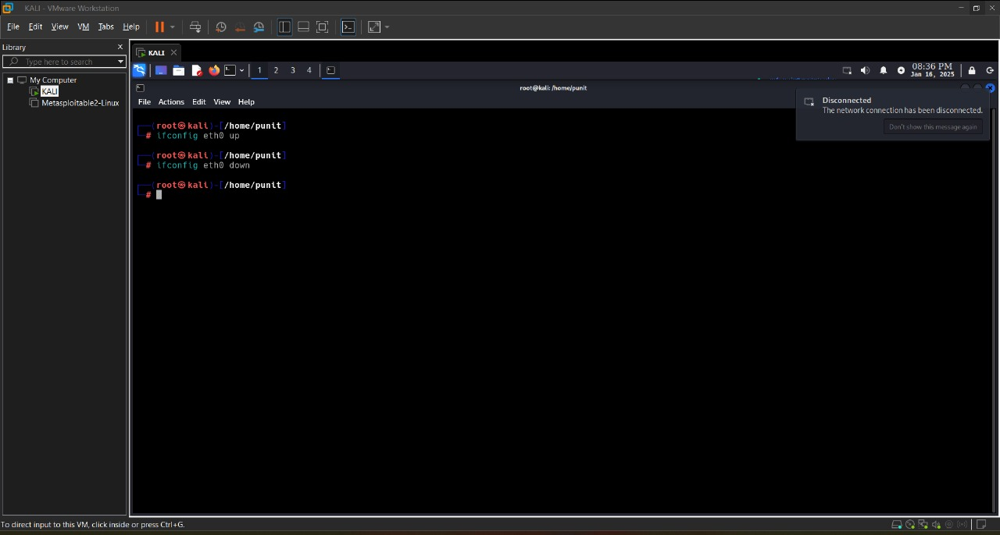 KALI - VMware Workstation
File Edit View VM Tabs Help
Library
Type here to search
My Computer
KALI
Metasploitable2-Linux
KALI
1 2 3 4
08:36 PM
Jan 16, 2025
root@kali: /home/punit
File Actions Edit View Help
Disconnected
The network connection has been disconnected.
Don't show this message again
(root㉿kali)-[/home/punit]
# ifconfig eth0 up
(root㉿kali)-[/home/punit]
# ifconfig eth0 down
(root㉿kali)-[/home/punit]
#
To direct input to this VM, click inside or press Ctrl+G.